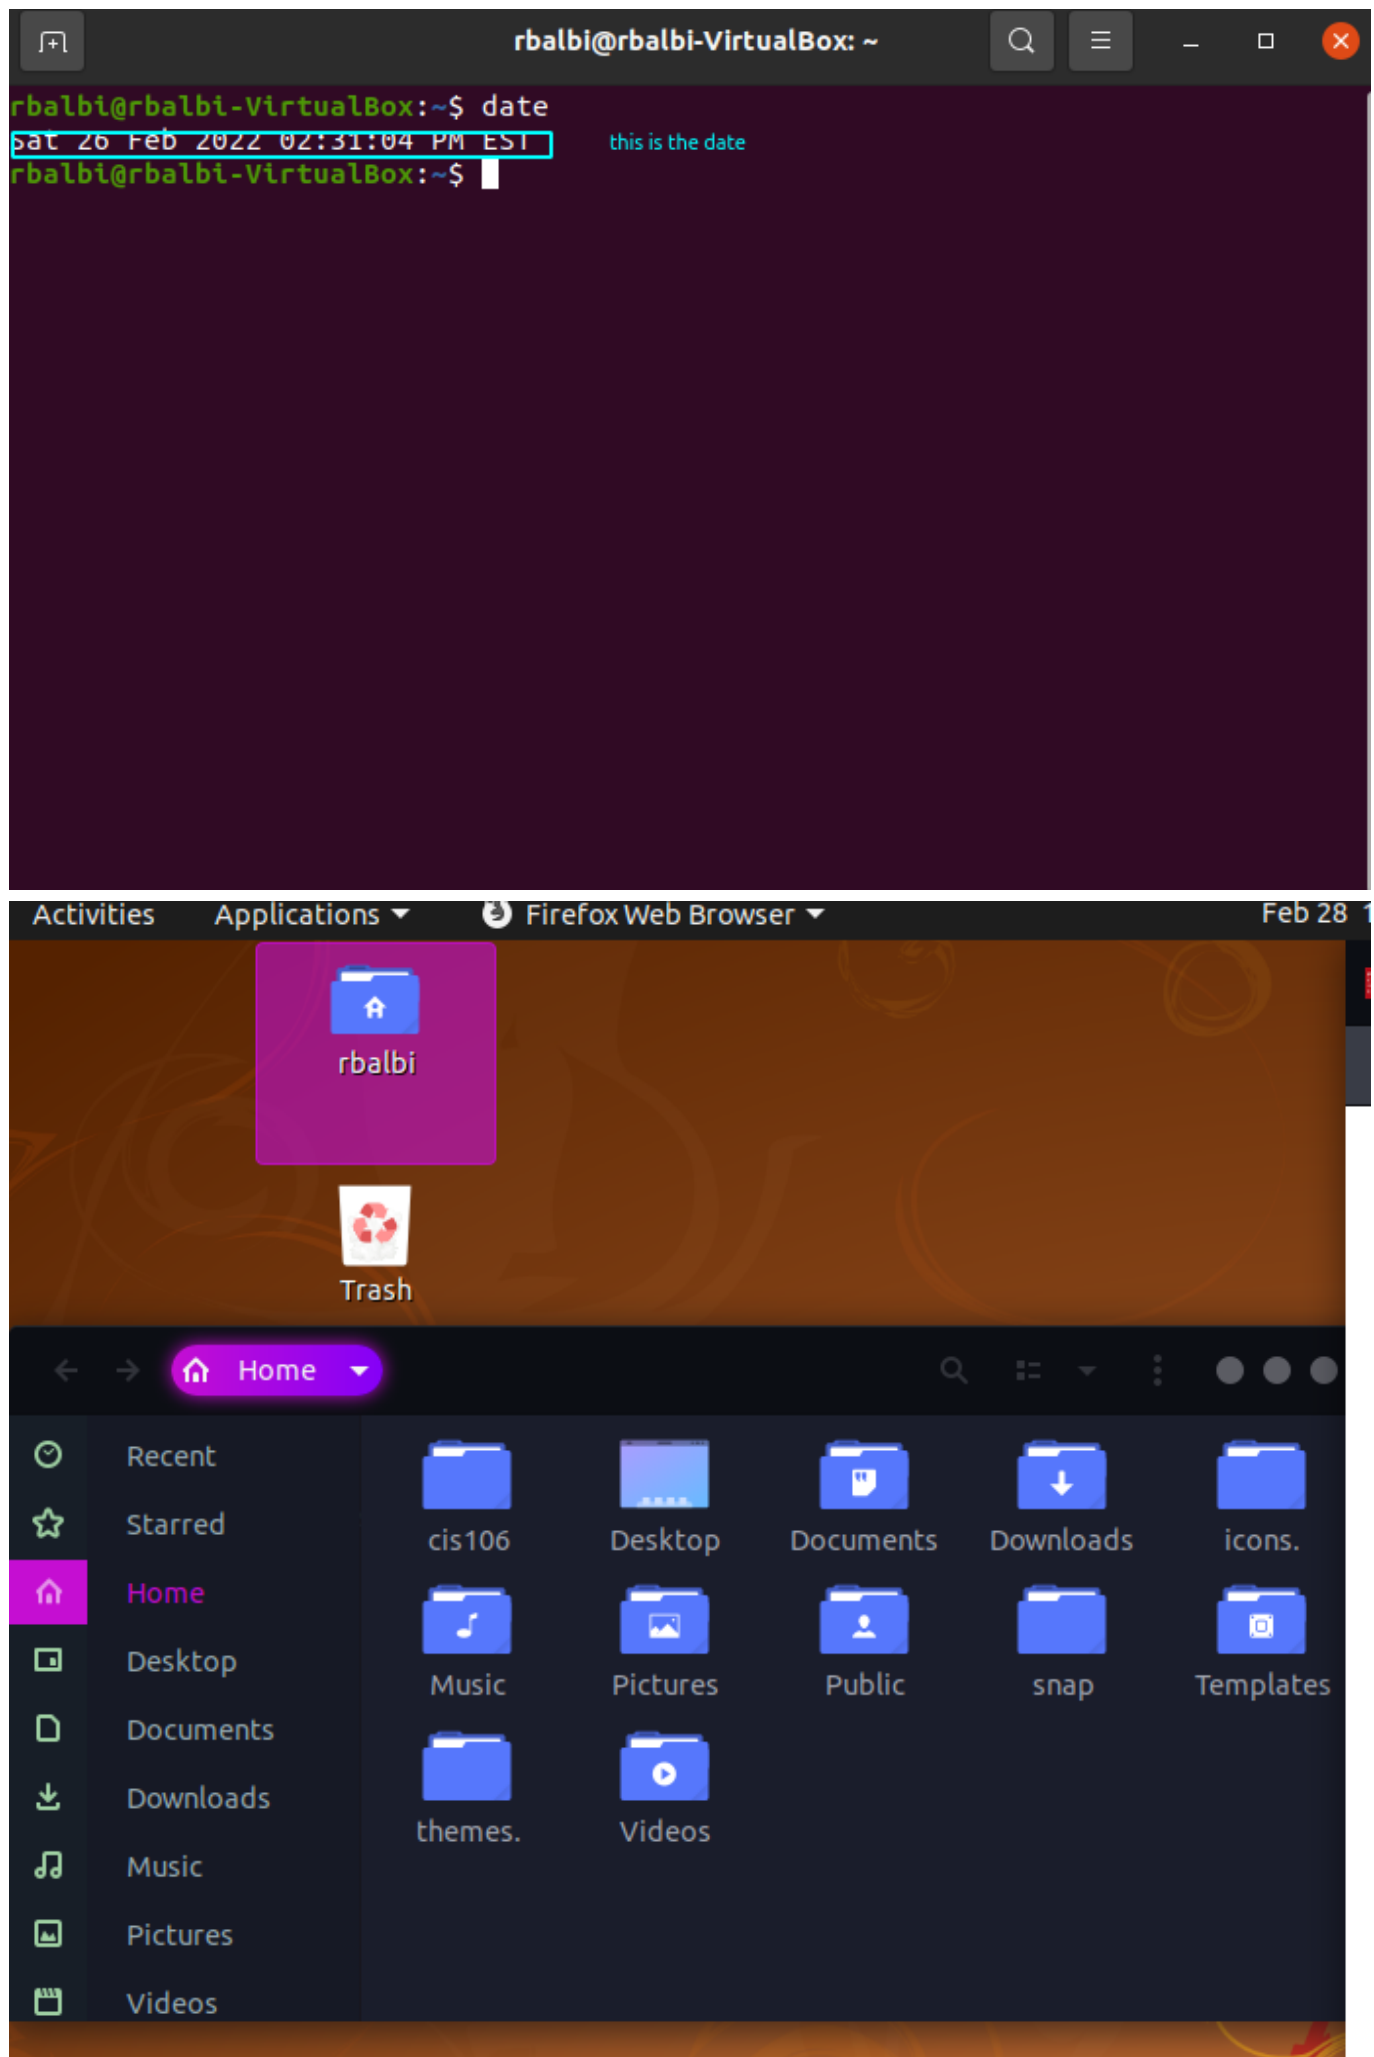 rbalbi@rbalbi-VirtualBox: ~
rbalbi@rbalbi-VirtualBox:~$ date
Sat 26 Feb 2022 02:31:04 PM EST
this is the date
rbalbi@rbalbi-VirtualBox:~$
Activities Applications Firefox Web Browser Feb 28
rbalbi
Trash
Home
Recent
Starred
Home
Desktop
Documents
Downloads
Music
Pictures
Videos
cis106 Desktop Documents Downloads icons.
Music Pictures Public snap Templates
themes. Videos